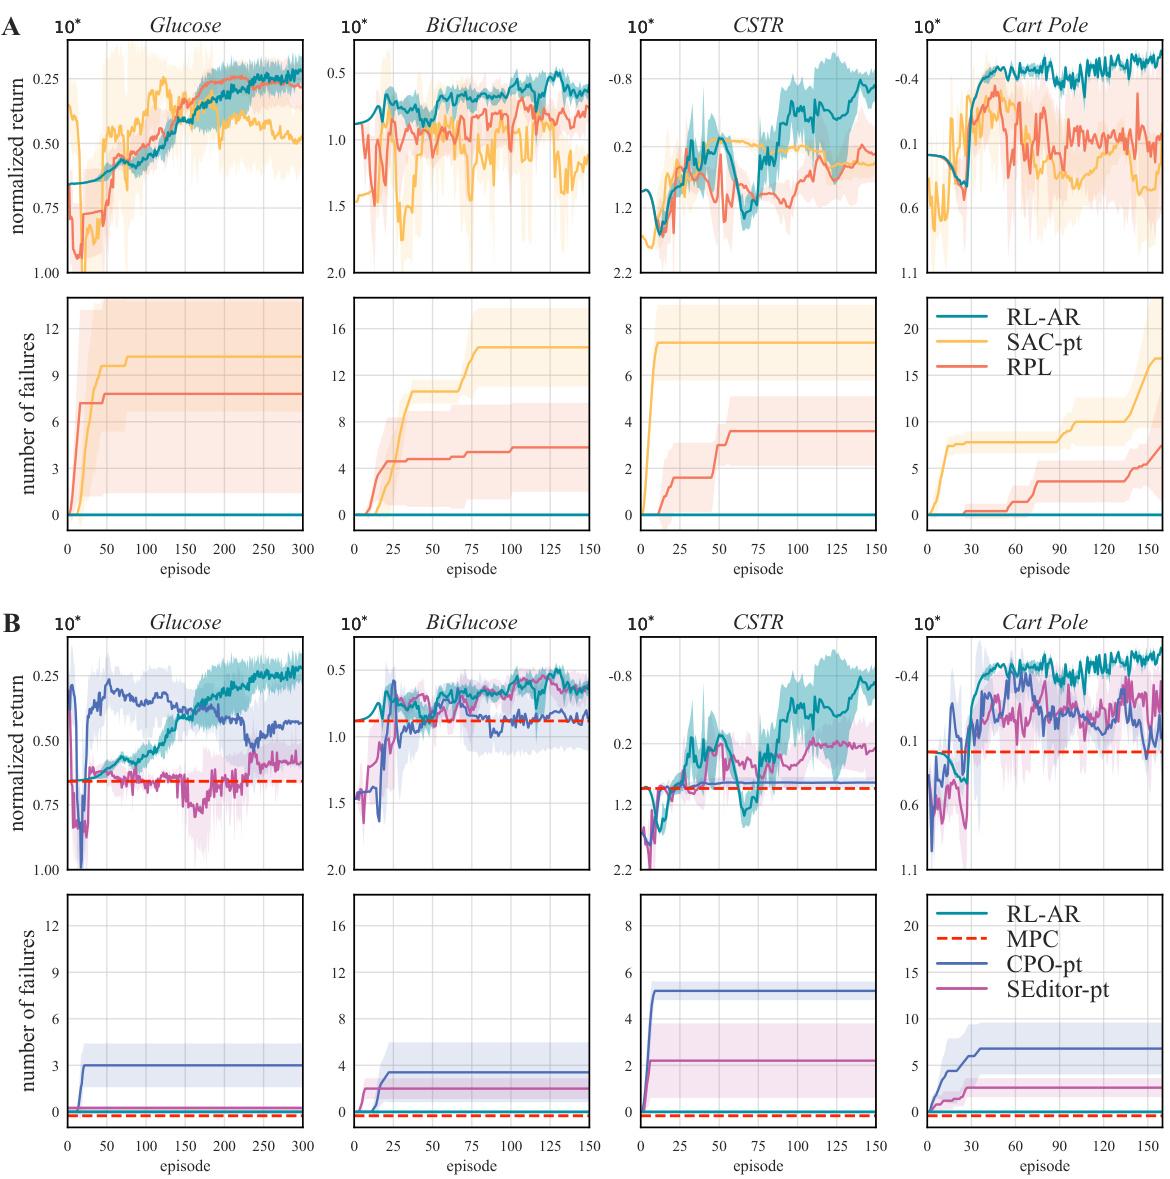 A
10* Glucose
10* BiGlucose
10* CSTR
10* Cart Pole
normalized return
0.25
0.50
0.75
1.00
0.5
1.0
1.5
2.0
-0.8
0.2
1.2
2.2
-0.4
0.1
0.6
1.1
number of failures
12
9
6
3
0
0 50 100 150 200 250 300
episode
16
12
8
4
0
0 25 50 75 100 125 150
episode
8
6
4
2
0
0 25 50 75 100 125 150
episode
20
15
10
5
0
RL-AR
SAC-pt
RPL
0 30 60 90 120 150
episode
B
10* Glucose
10* BiGlucose
10* CSTR
10* Cart Pole
normalized return
0.25
0.50
0.75
1.00
0.5
1.0
1.5
2.0
-0.8
0.2
1.2
2.2
-0.4
0.1
0.6
1.1
number of failures
12
9
6
3
0
0 50 100 150 200 250 300
episode
16
12
8
4
0
0 25 50 75 100 125 150
episode
8
6
4
2
0
0 25 50 75 100 125 150
episode
20
15
10
5
0
RL-AR
MPC
CPO-pt
SEditor-pt
0 30 60 90 120 150
episode